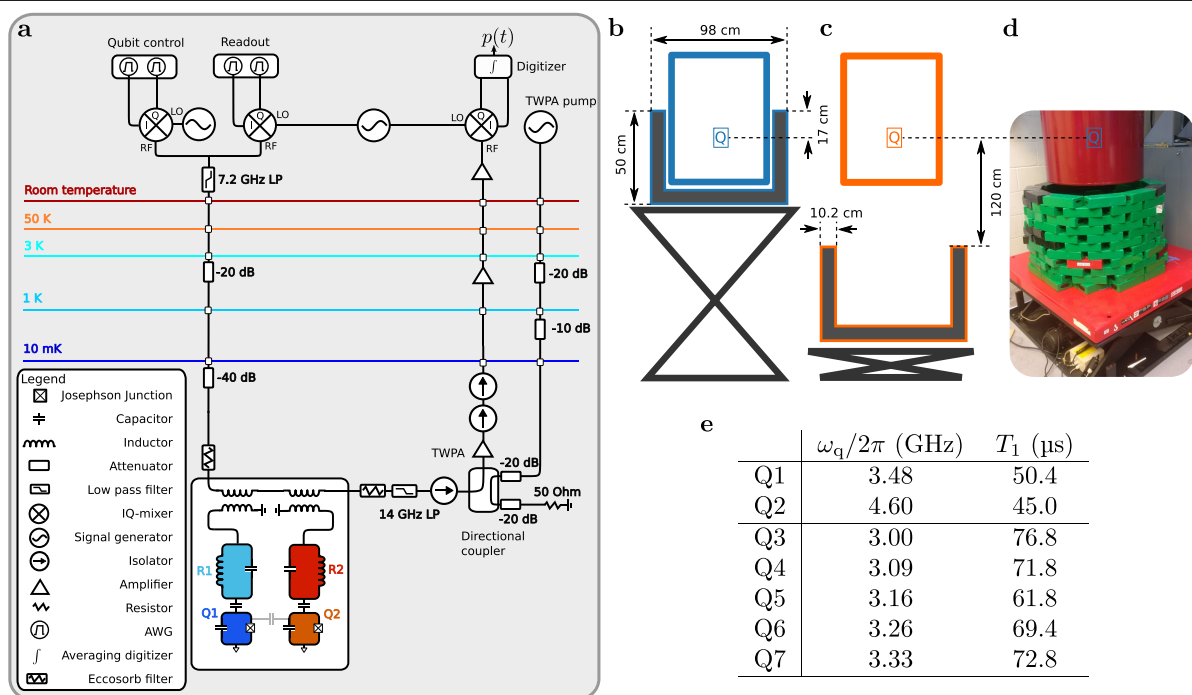 a
Qubit control
Readout
p(t)
∫ Digitizer
TWPA pump
I Q LO RF
I Q LO RF
LO I Q RF
7.2 GHz LP
Room temperature
50 K
3 K
-20 dB
-20 dB
1 K
-10 dB
10 mK
-40 dB
Legend
Josephson Junction
Capacitor
Inductor
Attenuator
Low pass filter
IQ-mixer
Signal generator
Isolator
Amplifier
Resistor
AWG
∫ Averaging digitizer
Eccosorb filter
TWPA
-20 dB
50 Ohm
-20 dB
14 GHz LP
Directional
coupler
R1
R2
Q1
Q2
b
98 cm
50 cm
17 cm
Q
c
Q
10.2 cm
120 cm
d
Q
e
ωq/2π (GHz) T1 (µs)
Q1 3.48 50.4
Q2 4.60 45.0
Q3 3.00 76.8
Q4 3.09 71.8
Q5 3.16 61.8
Q6 3.26 69.4
Q7 3.33 72.8